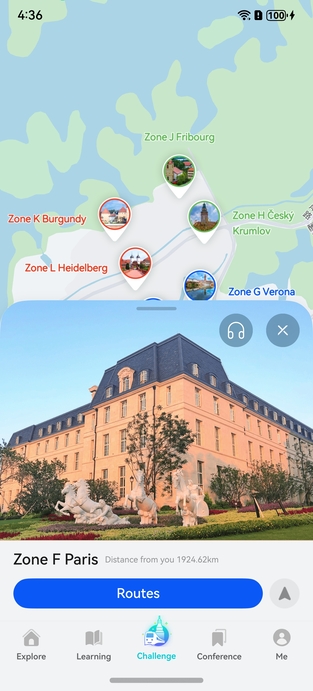 4:36
100
Zone J Fribourg
Zone K Burgundy
Zone H Český
Krumlov
Zone L Heidelberg
Zone G Verona
Zone F Paris
Distance from you 1924.62km
Routes
Explore
Learning
Challenge
Conference
Me